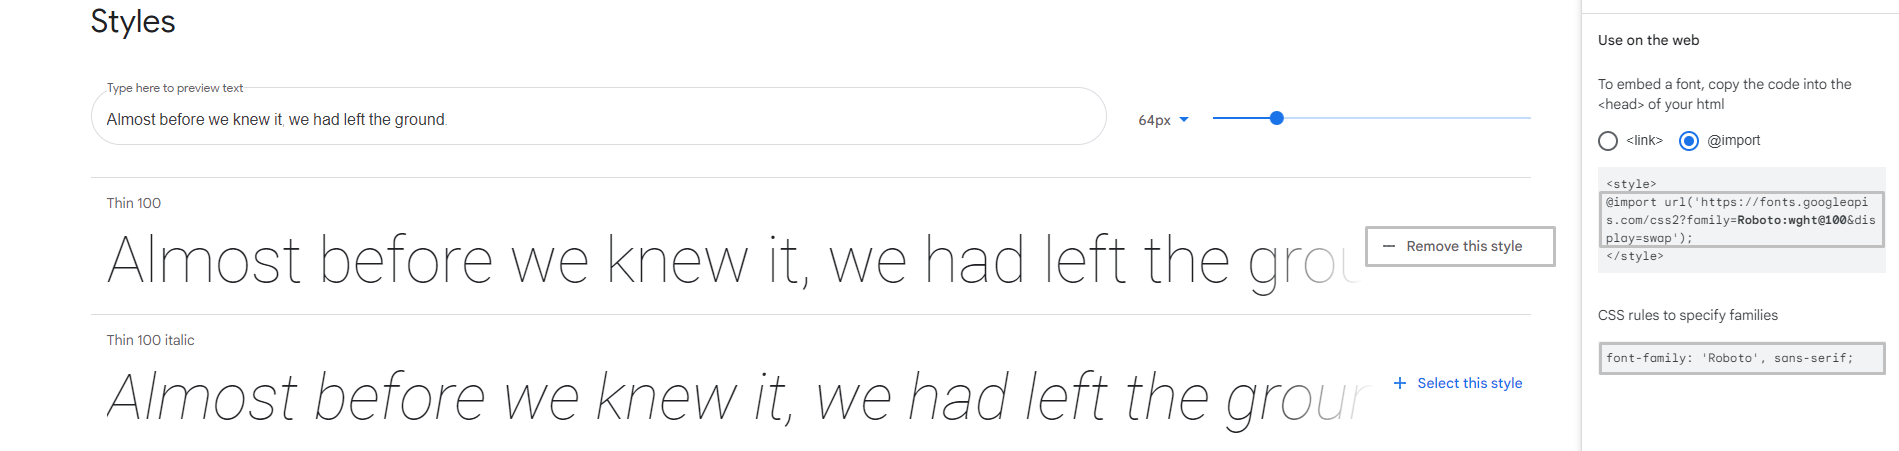 Styles
Type here to preview text
Almost before we knew it, we had left the ground.
64px
Thin 100
Almost before we knew it, we had left the grou
Remove this style
Thin 100 italic
Almost before we knew it, we had left the groun
+ Select this style
Use on the web
To embed a font, copy the code into the
<head> of your html
<link>
@import
<style>
@import url('https://fonts.googleapi
s.com/css2?family=Roboto:wght@100&dis
play=swap');
</style>
CSS rules to specify families
font-family: 'Roboto', sans-serif;